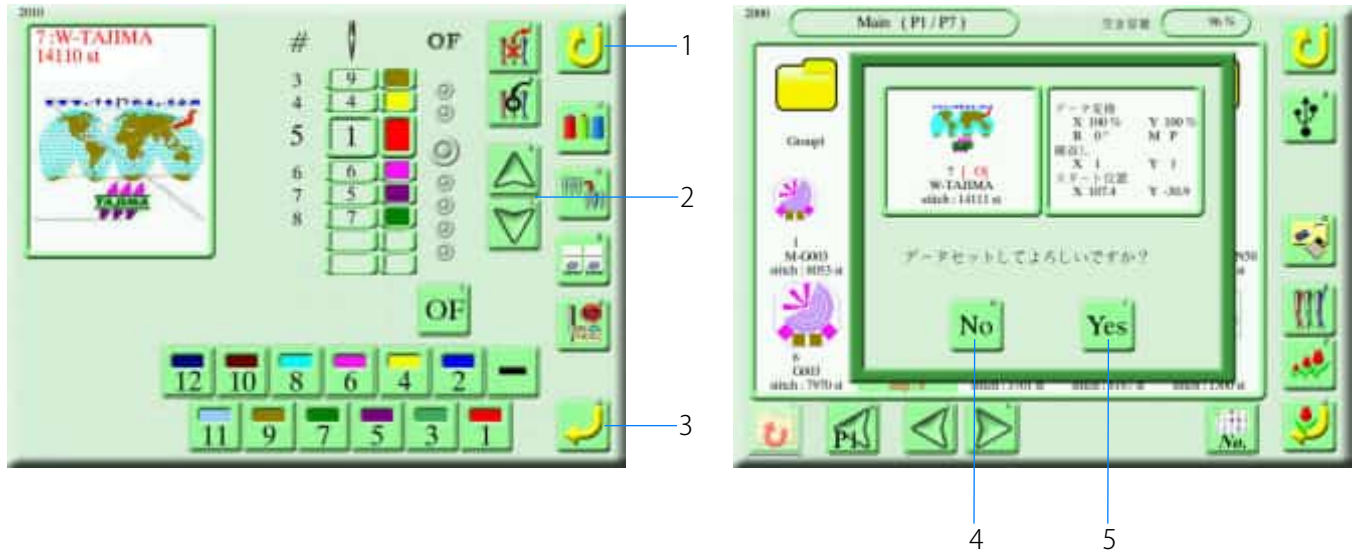 2010
7:W-TAJIMA
14110 st
# OF
3 9
4 4
5 1
6 6
7 5
8 7
OF
12 10 8 6 4 2
11 9 7 5 3 1
TAJIMA
1
2
3
2000
Main ( P1 / P7 )
空き容量 96 %
Group1
1
M-G003
stitch : 8053 st
6
G003
stitch : 7970 st
7
W-TAJIMA
stitch : 14111 st
データ変換
X 100 % Y 100 %
R 0° M P
繰返し
X 1 Y 1
スタート位置
X 107.4 Y -30.9
データセットしてよろしいですか?
No Yes
P1
No.
4 5